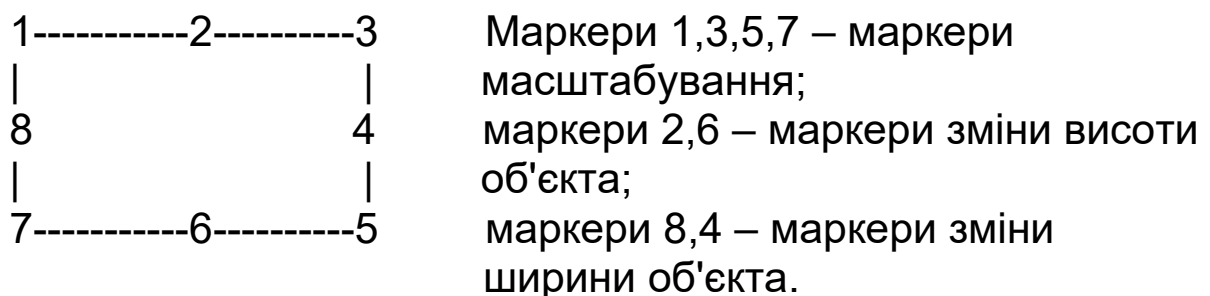 1-----------2----------3 Маркери 1,3,5,7 – маркери
| | масштабування;
8 4 маркери 2,6 – маркери зміни висоти
| | об'єкта;
7-----------6----------5 маркери 8,4 – маркери зміни
ширини об'єкта.